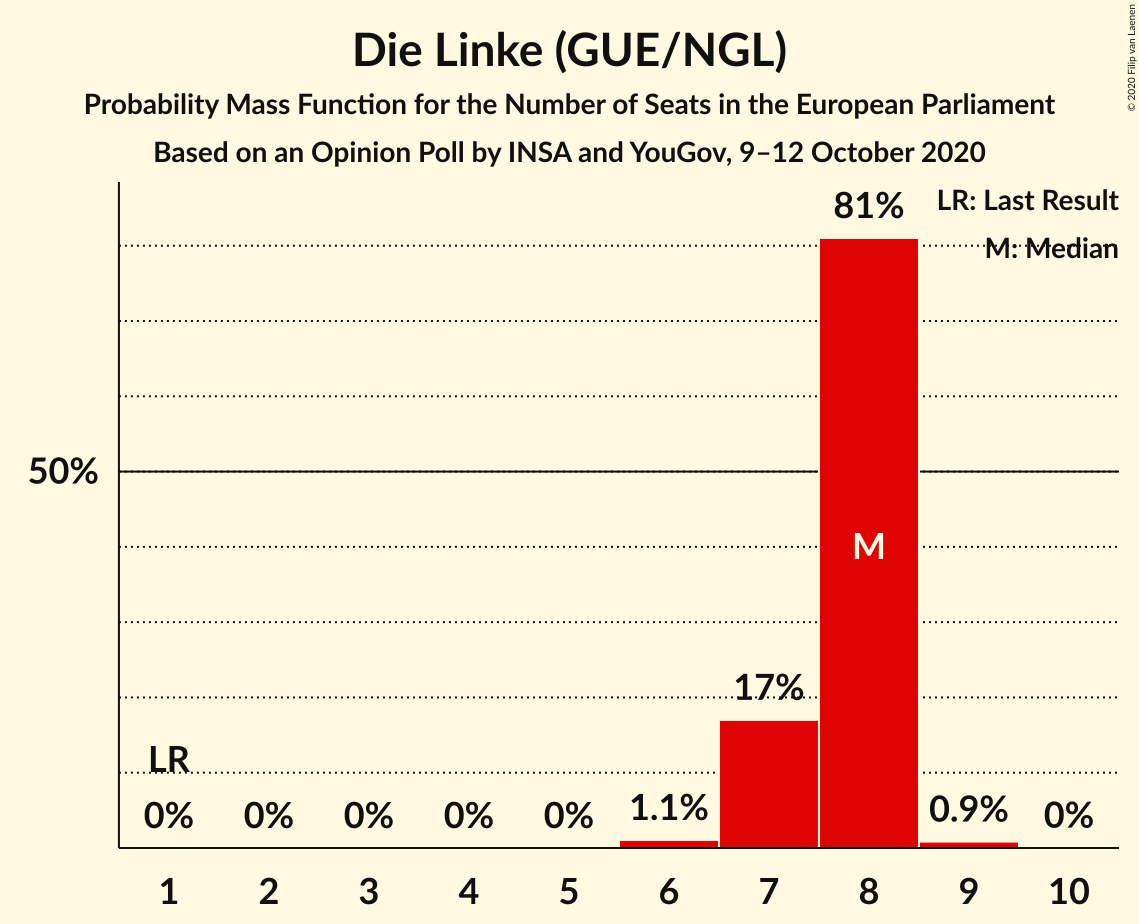 Die Linke (GUE/NGL)
Probability Mass Function for the Number of Seats in the European Parliament
Based on an Opinion Poll by INSA and YouGov, 9–12 October 2020
© 2020 Filip van Laenen
LR: Last Result
M: Median
81%
50%
M
17%
LR
0%
0%
0%
0%
0%
1.1%
0.9%
0%
1
2
3
4
5
6
7
8
9
10